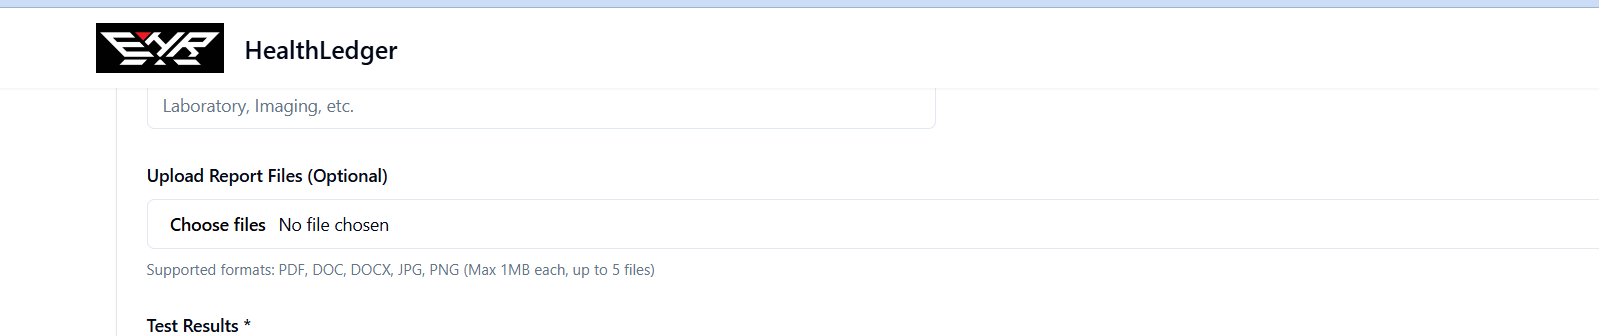 HealthLedger
Laboratory, Imaging, etc.
Upload Report Files (Optional)
Choose files No file chosen
Supported formats: PDF, DOC, DOCX, JPG, PNG (Max 1MB each, up to 5 files)
Test Results *